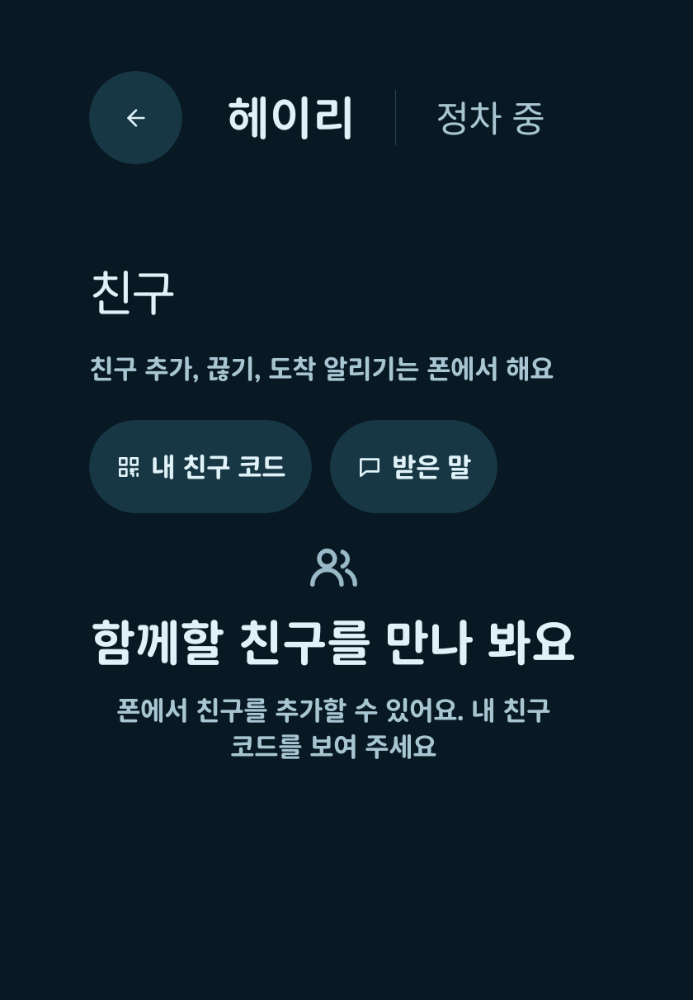 헤이리
정차 중
친구
친구 추가, 끊기, 도착 알리기는 폰에서 해요
내 친구 코드
받은 말
함께할 친구를 만나 봐요
폰에서 친구를 추가할 수 있어요. 내 친구
코드를 보여 주세요